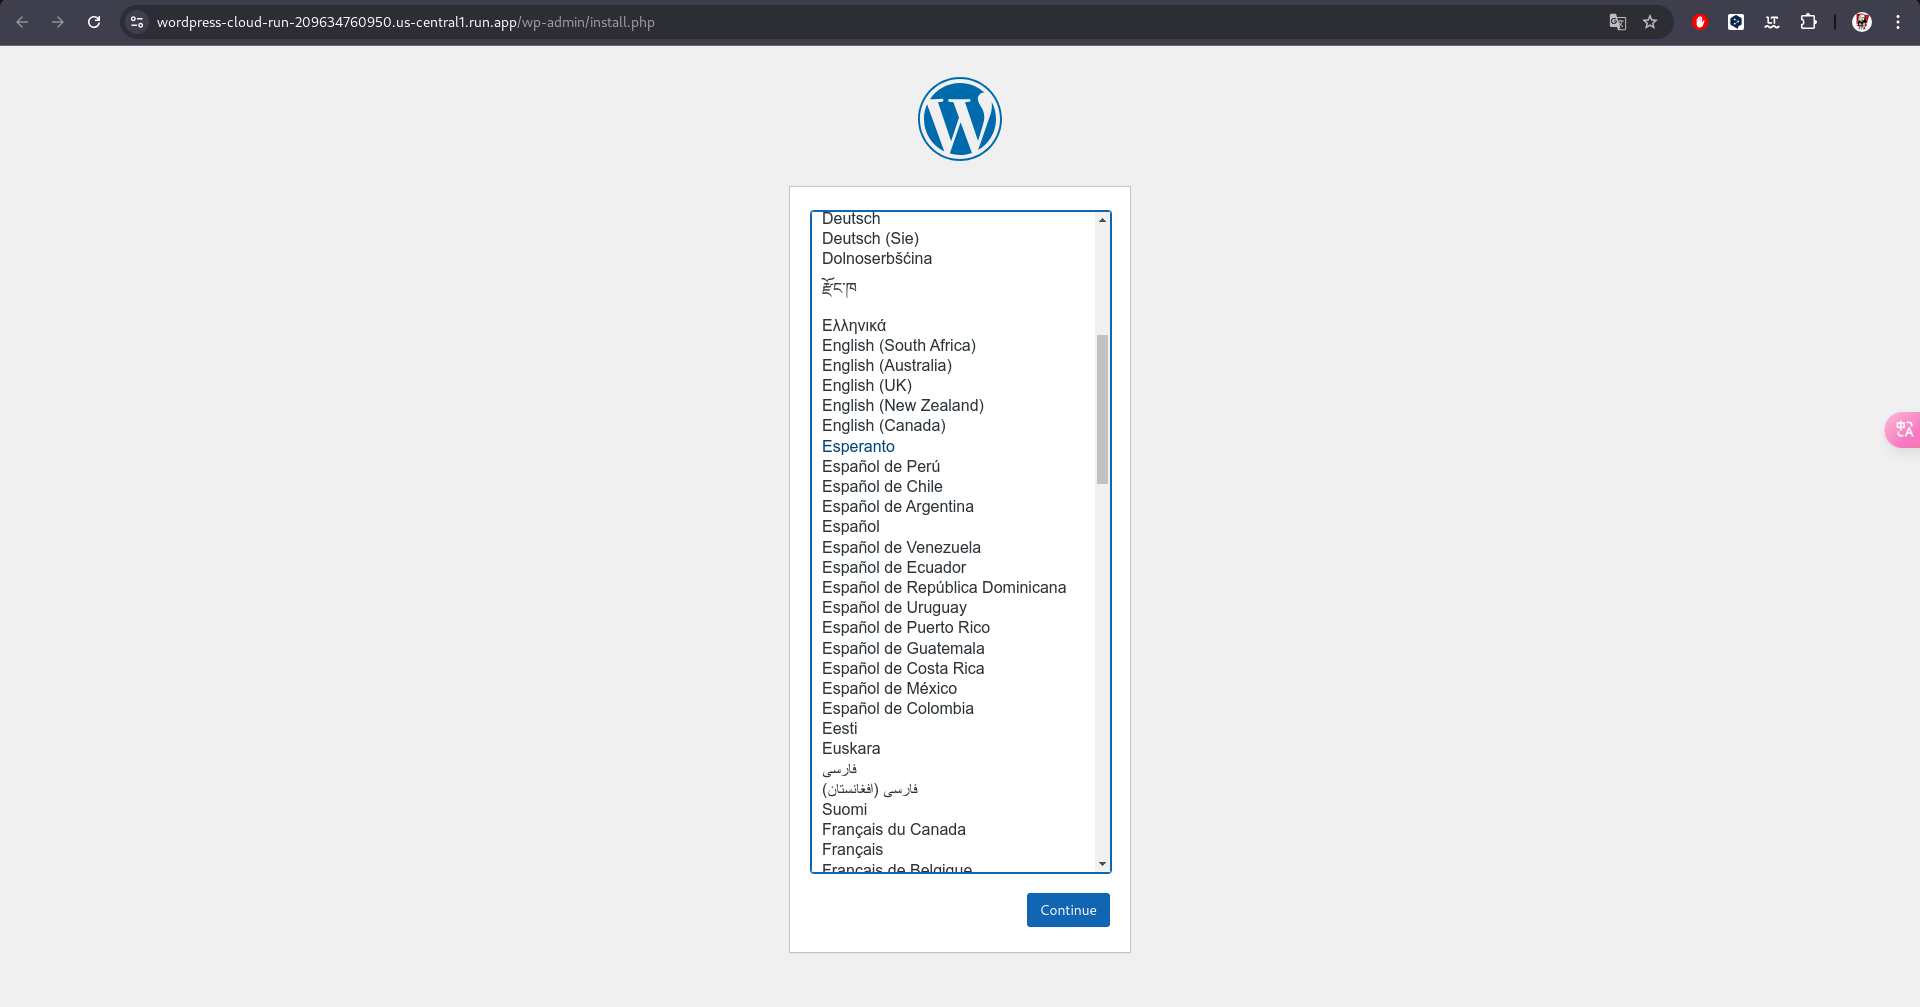 wordpress-cloud-run-209634760950.us-central1.run.app/wp-admin/install.php
Deutsch
Deutsch (Sie)
Dolnoserbšćina
རྫོང་ཁ
Ελληνικά
English (South Africa)
English (Australia)
English (UK)
English (New Zealand)
English (Canada)
Esperanto
Español de Perú
Español de Chile
Español de Argentina
Español
Español de Venezuela
Español de Ecuador
Español de República Dominicana
Español de Uruguay
Español de Puerto Rico
Español de Guatemala
Español de Costa Rica
Español de México
Español de Colombia
Eesti
Euskara
فارسی
فارسی (افغانستان)
Suomi
Français du Canada
Français
Français de Belgique
Continue